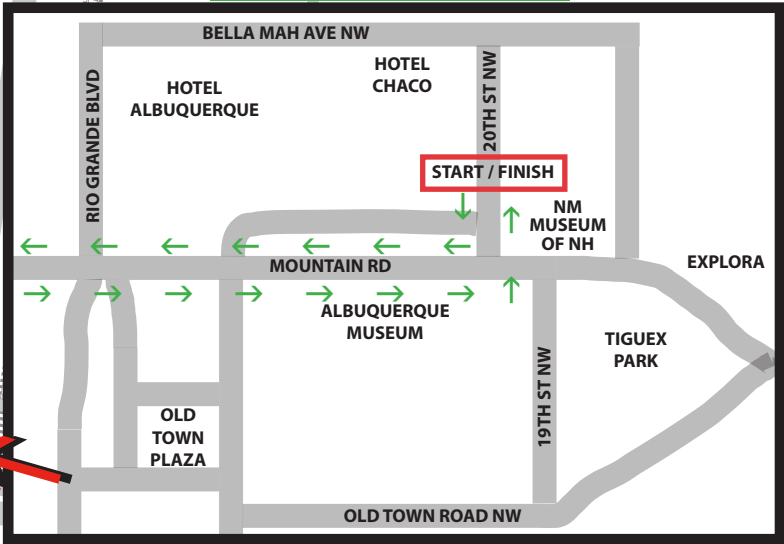 BELLA MAH AVE NW
HOTEL
CHACO
HOTEL
ALBUQUERQUE
RIO GRANDE BLVD
20TH ST NW
START / FINISH
NM
MUSEUM
OF NH
MOUNTAIN RD
EXPLORA
ALBUQUERQUE
MUSEUM
TIGUEX
PARK
19TH ST NW
OLD
TOWN
PLAZA
OLD TOWN ROAD NW